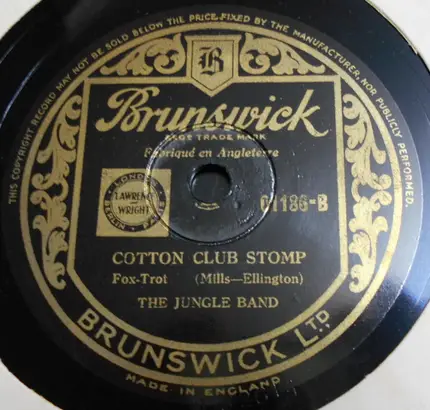 THIS COPYRIGHT RECORD MAY NOT BE SOLD BELOW THE PRICE FIXED BY THE MANUFACTURER, NOR PUBLICLY PERFORMED.
B
Brunswick
REGD TRADE MARK
Fabriqué en Angleterre
LONDON
LAWRENCE
WRIGHT
BERLIN
01186-B
COTTON CLUB STOMP
Fox-Trot (Mills—Ellington)
THE JUNGLE BAND
BRUNSWICK LTD
MADE IN ENGLAND